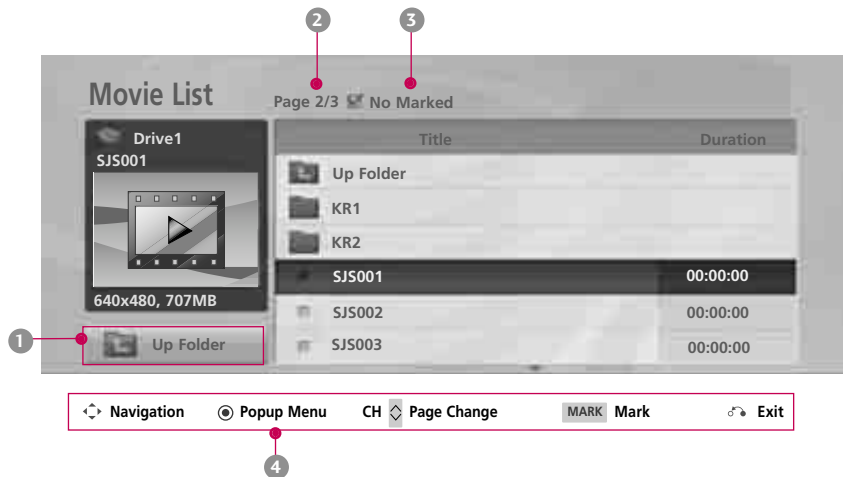 2 3
Movie List
Page 2/3 No Marked
Drive1
SJS001
640x480, 707MB
1
Up Folder
Title Duration
Up Folder
KR1
KR2
SJS001 00:00:00
SJS002 00:00:00
SJS003 00:00:00
Navigation Popup Menu CH Page Change MARK Mark Exit
4